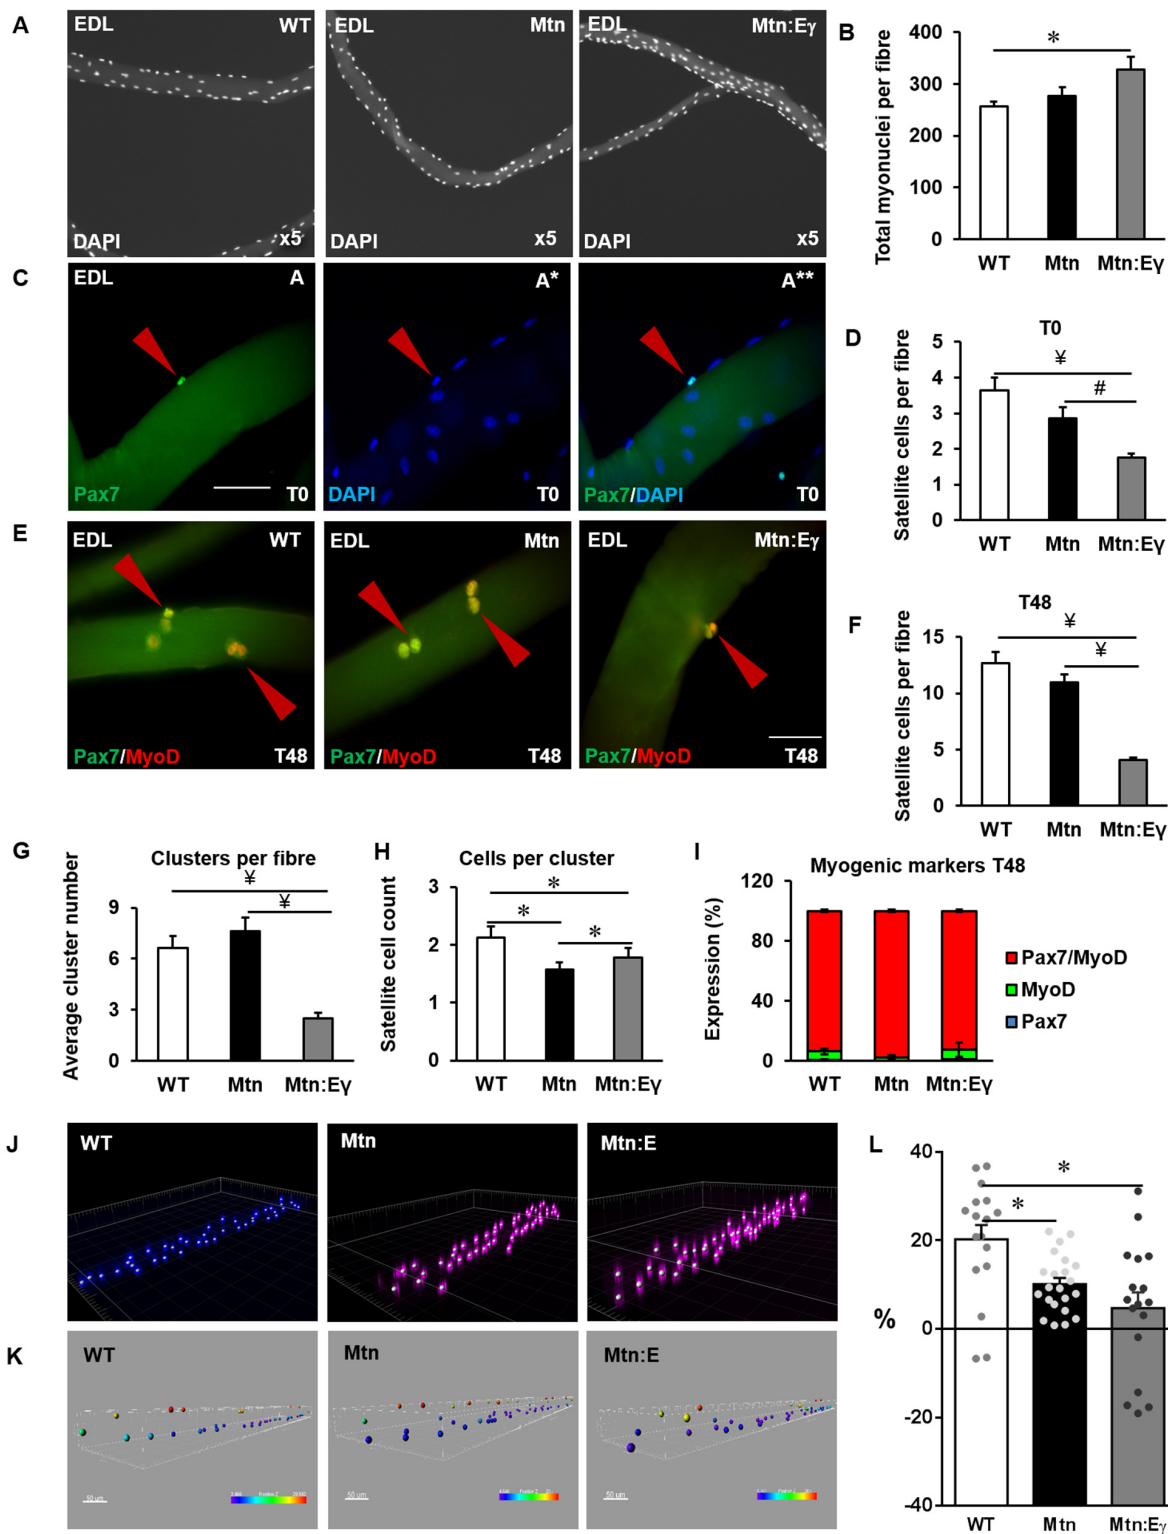 A
EDL WT
DAPI x5
EDL Mtn
DAPI x5
EDL Mtn:Eγ
DAPI x5
B
Total myonuclei per fibre
400
300
200
100
0
*
WT Mtn Mtn:Eγ
C
EDL A
Pax7 T0
A*
DAPI T0
A**
Pax7/DAPI T0
D
T0
Satellite cells per fibre
5
4
3
2
1
0
¥
#
WT Mtn Mtn:Eγ
E
EDL WT
Pax7/MyoD T48
EDL Mtn
Pax7/MyoD T48
EDL Mtn:Eγ
Pax7/MyoD T48
F
T48
Satellite cells per fibre
15
10
5
0
¥
¥
WT Mtn Mtn:Eγ
G
Clusters per fibre
Average cluster number
9
6
3
0
¥
¥
WT Mtn Mtn:Eγ
H
Cells per cluster
Satellite cell count
3
2
1
0
*
*
*
WT Mtn Mtn:Eγ
I
Myogenic markers T48
Expression (%)
120
80
40
0
WT Mtn Mtn:Eγ
Pax7/MyoD
MyoD
Pax7
J
WT
Mtn
Mtn:E
K
WT
50 um
Position Z
Mtn
50 um
Position Z
Mtn:E
50 um
Position Z
L
%
40
20
0
-20
-40
*
*
WT Mtn Mtn:Eγ